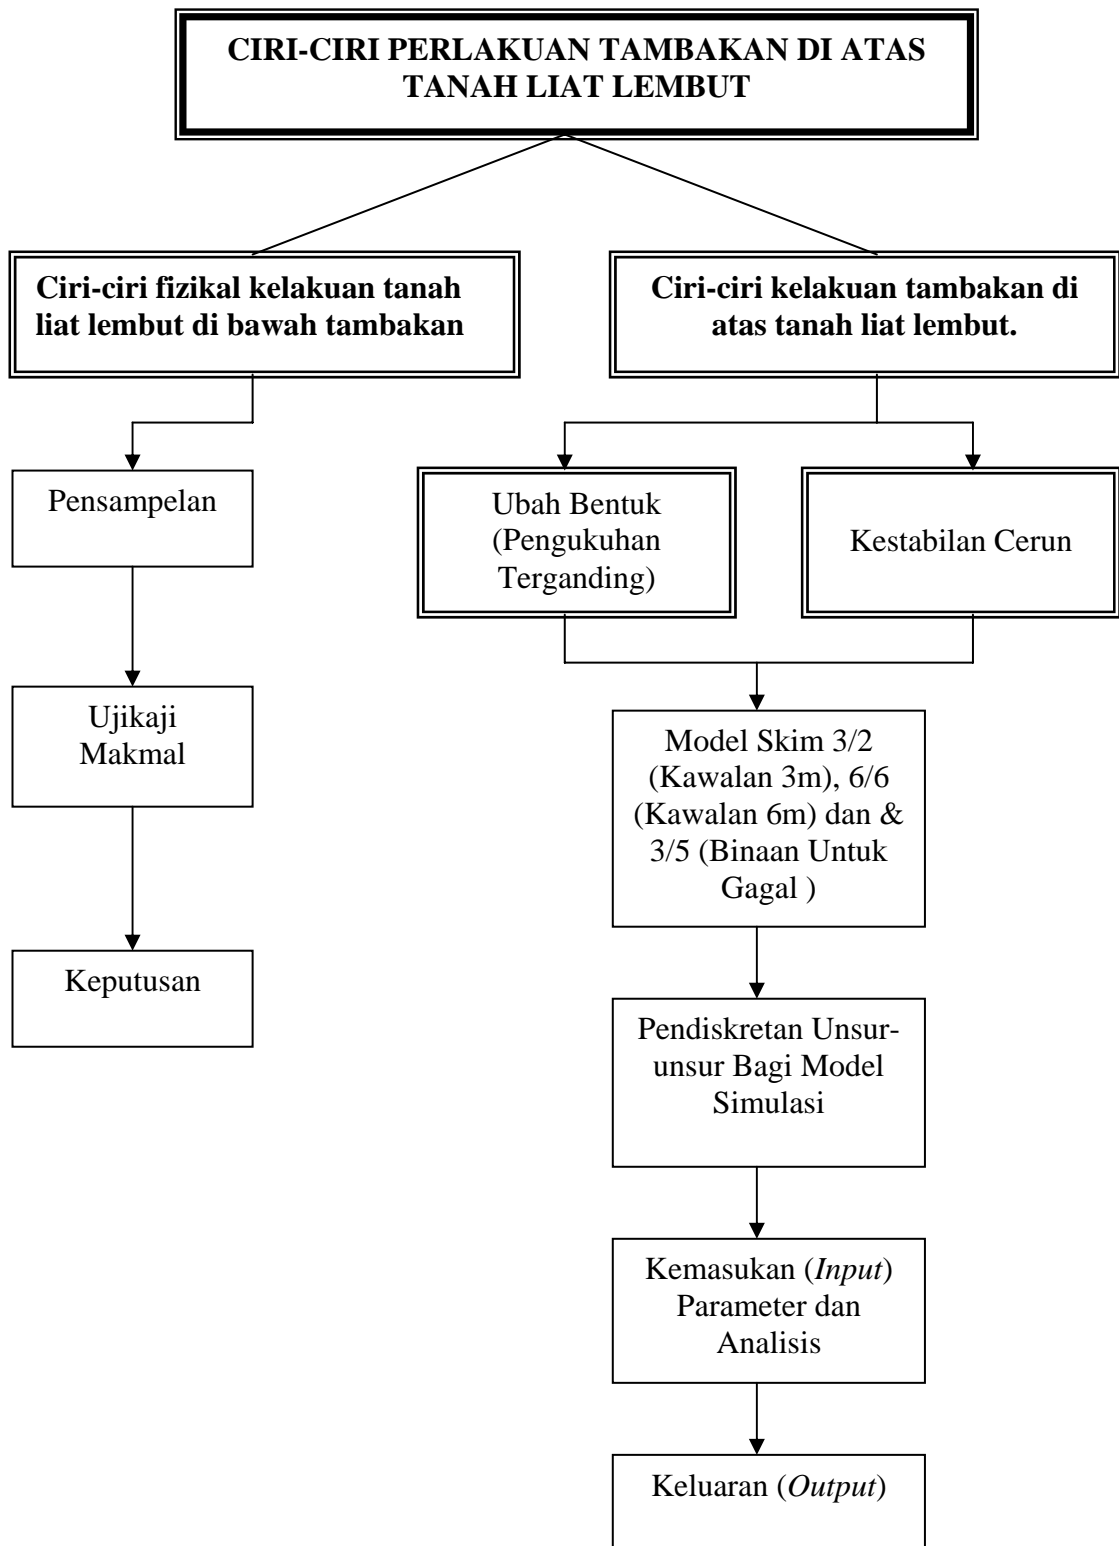 CIRI-CIRI PERLAKUAN TAMBAKAN DI ATAS
TANAH LIAT LEMBUT
Ciri-ciri fizikal kelakuan tanah
liat lembut di bawah tambakan
Ciri-ciri kelakuan tambakan di
atas tanah liat lembut.
Pensampelan
Ujikaji
Makmal
Keputusan
Ubah Bentuk
(Pengukuhan
Terganding)
Kestabilan Cerun
Model Skim 3/2
(Kawalan 3m), 6/6
(Kawalan 6m) dan &
3/5 (Binaan Untuk
Gagal )
Pendiskretan Unsur-
unsur Bagi Model
Simulasi
Kemasukan (Input)
Parameter dan
Analisis
Keluaran (Output)